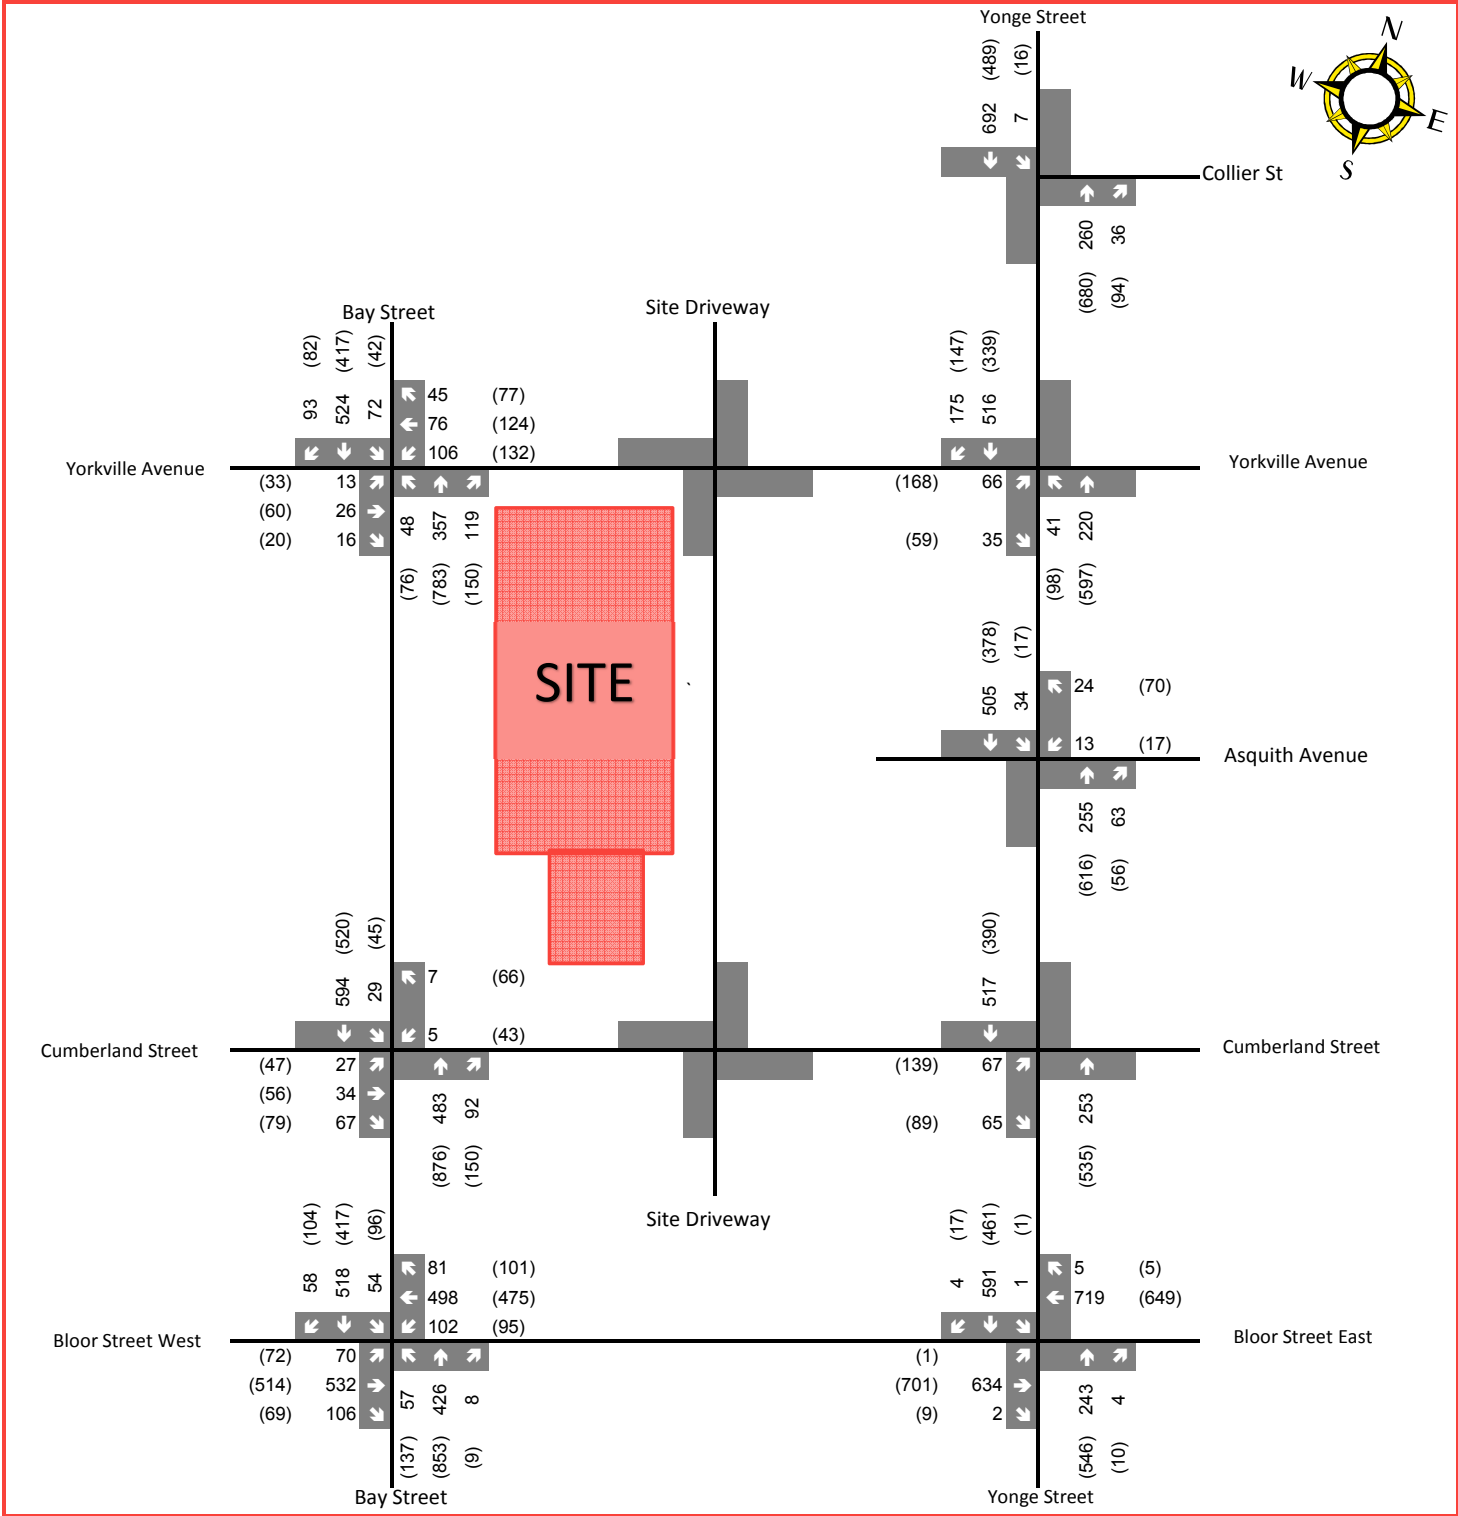 Yonge Street
N
W
E
S
(489) (16)
692 7
Collier St
260 36
(680) (94)
Bay Street
Site Driveway
(82) (417) (42)
93 524 72
45 (77)
76 (124)
106 (132)
(147) (339)
175 516
Yorkville Avenue
Yorkville Avenue
(33) 13
(60) 26
(20) 16
48 357 119
(76) (783) (150)
(168) 66
(59) 35
41 220
(98) (597)
SITE
(378) (17)
505 34
24 (70)
13 (17)
Asquith Avenue
255 63
(616) (56)
(520) (45)
594 29
7 (66)
5 (43)
(390)
517
Cumberland Street
Cumberland Street
(47) 27
(56) 34
(79) 67
483 92
(876) (150)
(139) 67
(89) 65
253
(535)
Site Driveway
(104) (417) (96)
58 518 54
81 (101)
498 (475)
102 (95)
(17) (461) (1)
4 591 1
5 (5)
719 (649)
Bloor Street West
Bloor Street East
(72) 70
(514) 532
(69) 106
57 426 8
(137) (853) (9)
(1)
(701) 634
(9) 2
243 4
(546) (10)
Bay Street
Yonge Street